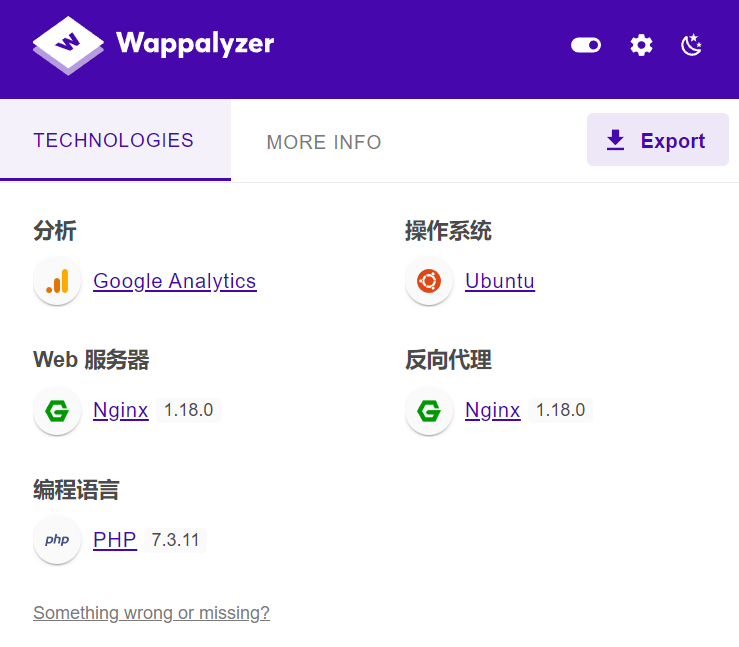 Wappalyzer
TECHNOLOGIES
MORE INFO
Export
分析
Google Analytics
操作系统
Ubuntu
Web 服务器
Nginx 1.18.0
反向代理
Nginx 1.18.0
编程语言
php PHP 7.3.11
Something wrong or missing?